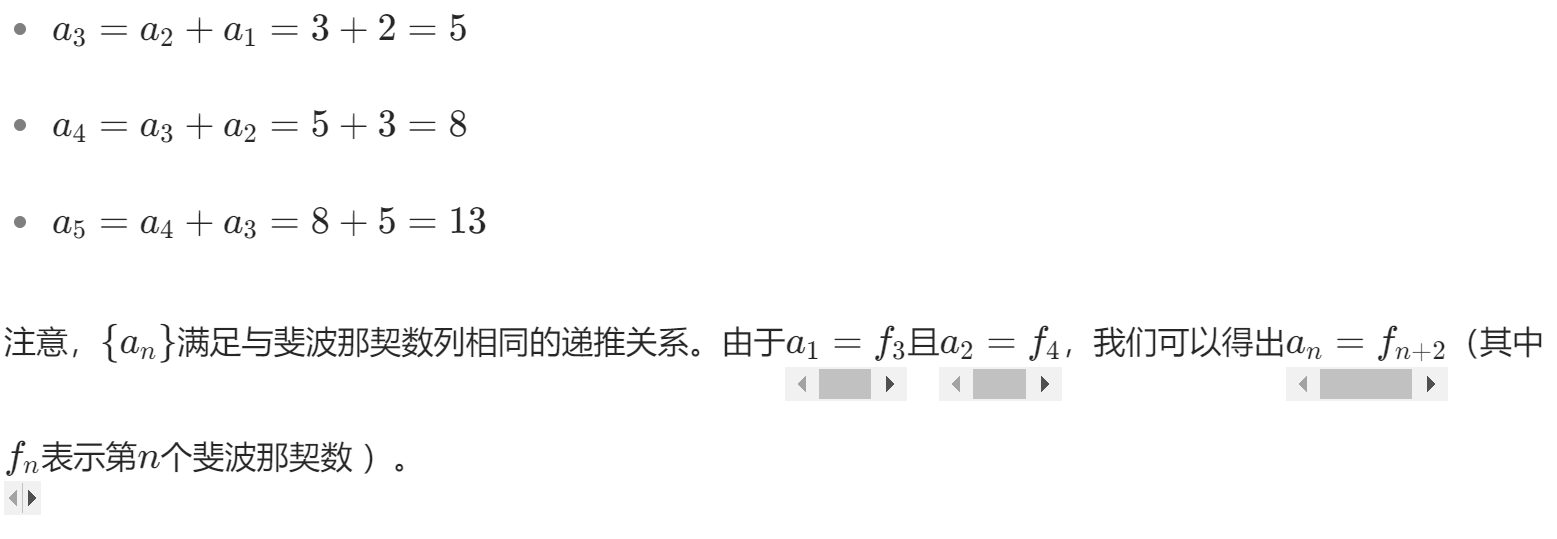 • a₃ = a₂ + a₁ = 3 + 2 = 5
• a₄ = a₃ + a₂ = 5 + 3 = 8
• a₅ = a₄ + a₃ = 8 + 5 = 13
注意，{aₙ}满足与斐波那契数列相同的递推关系。由于a₁ = f₃且a₂ = f₄，我们可以得出aₙ = fₙ₊₂（其中
fₙ表示第n个斐波那契数 ）。